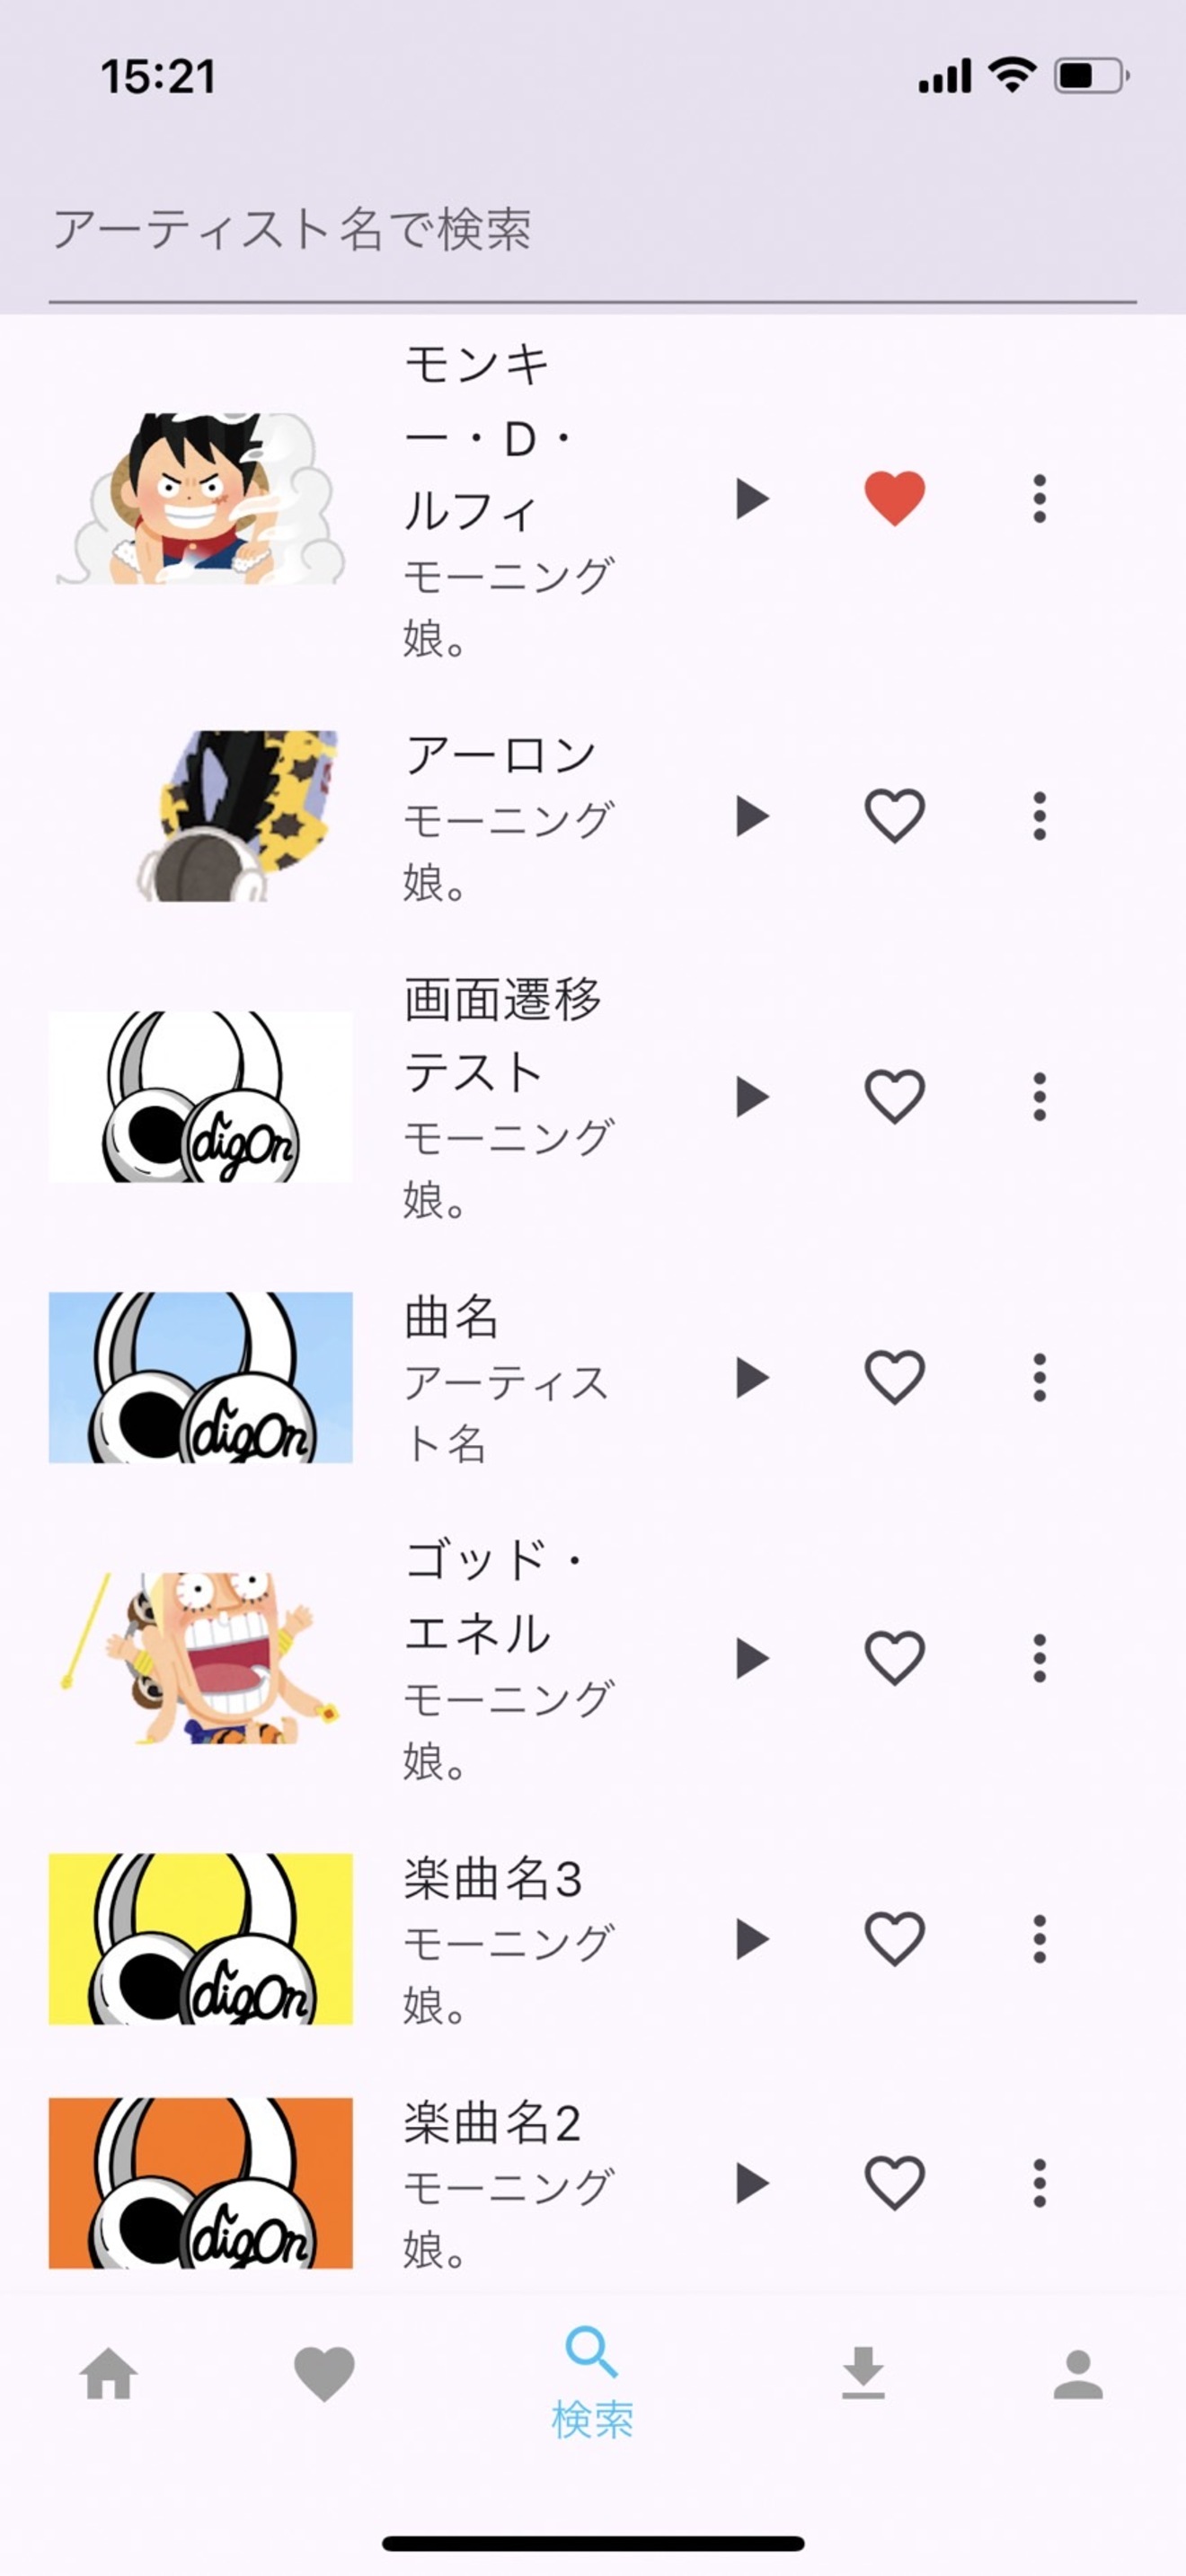 15:21
アーティスト名で検索
モンキ
ー・D・
ルフィ
モーニング
娘。
アーロン
モーニング
娘。
画面遷移
テスト
モーニング
娘。
digOn
曲名
アーティス
ト名
digOn
ゴッド・
エネル
モーニング
娘。
楽曲名3
モーニング
娘。
digOn
楽曲名2
モーニング
娘。
digOn
検索